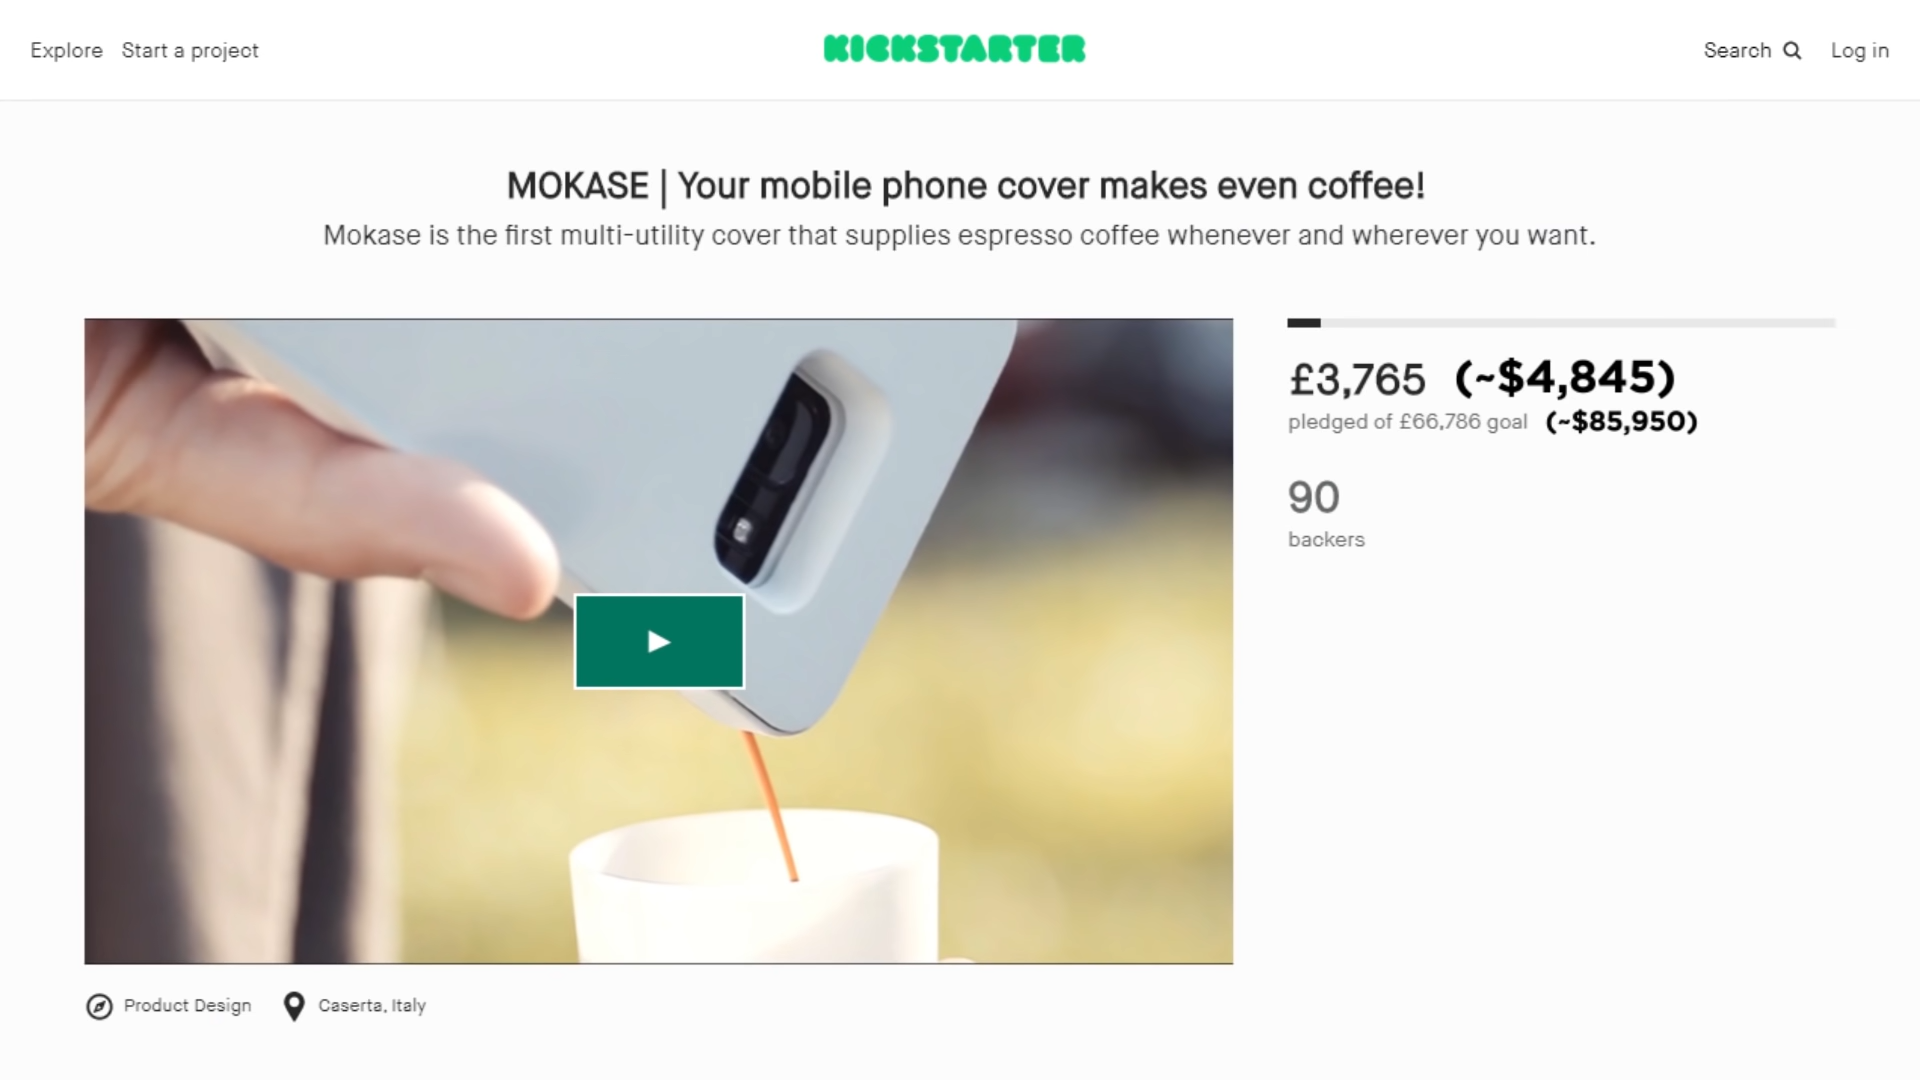 Explore Start a project
KICKSTARTER
Search Log in
MOKASE | Your mobile phone cover makes even coffee!
Mokase is the first multi-utility cover that supplies espresso coffee whenever and wherever you want.
£3,765 (~$4,845)
pledged of £66,786 goal (~$85,950)
90
backers
Product Design Caserta, Italy